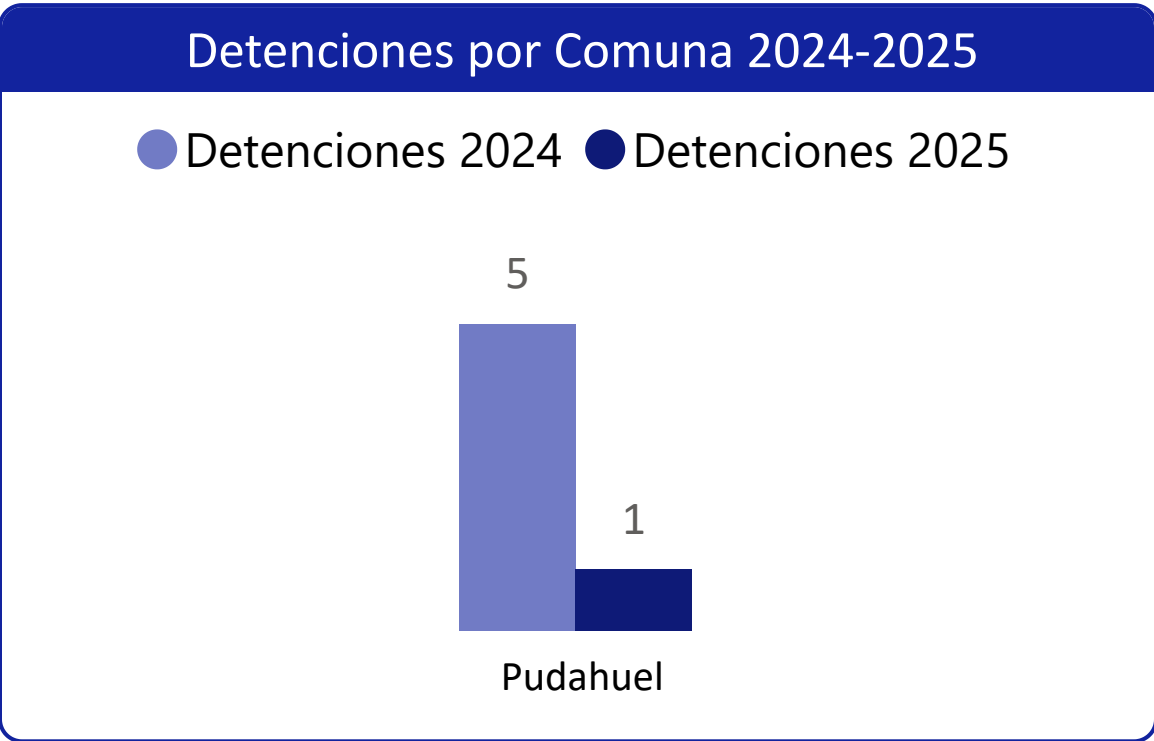 Detenciones por Comuna 2024-2025
Detenciones 2024 Detenciones 2025
5
1
Pudahuel